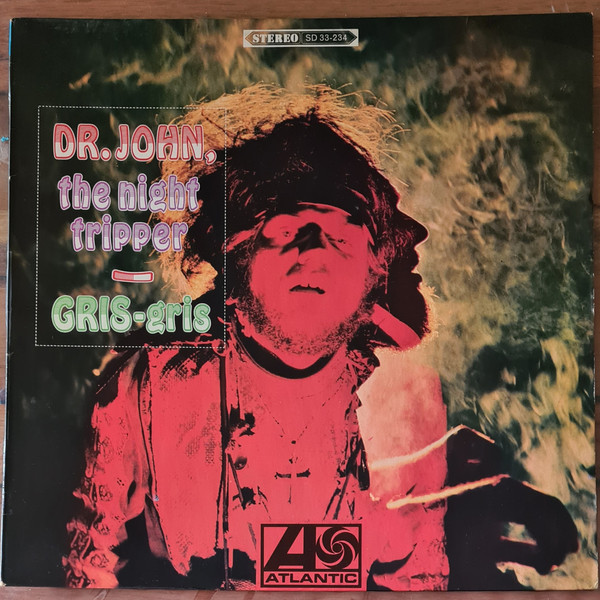 STEREO SD 33-234
DR. JOHN,
the night
tripper
—
GRIS-gris
ATLANTIC